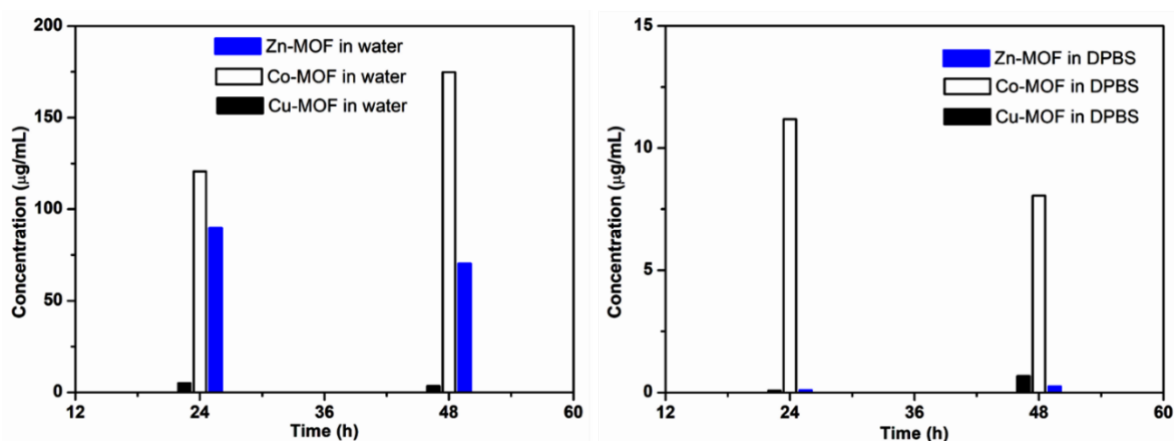 200
150
100
50
0
Concentration (μg/mL)
Zn-MOF in water
Co-MOF in water
Cu-MOF in water
12 24 36 48 60
Time (h)
15
10
5
0
Concentration (μg/mL)
Zn-MOF in DPBS
Co-MOF in DPBS
Cu-MOF in DPBS
12 24 36 48 60
Time (h)